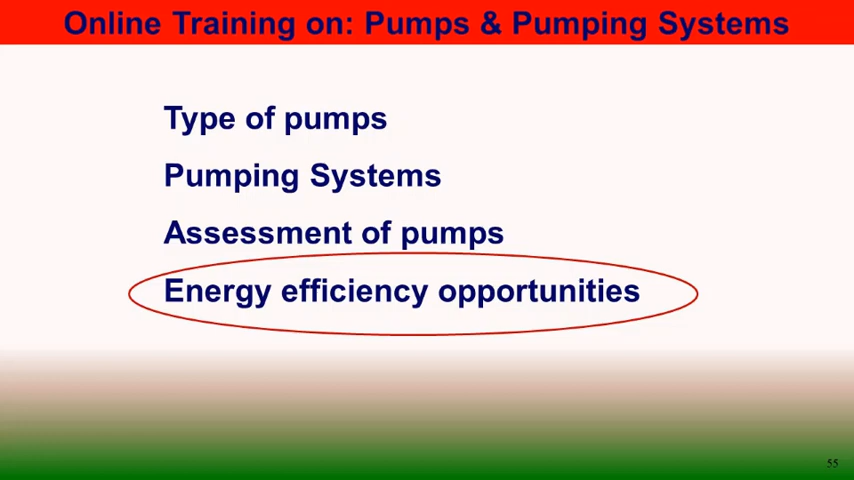 Online Training on: Pumps & Pumping Systems
Type of pumps
Pumping Systems
Assessment of pumps
Energy efficiency opportunities
55